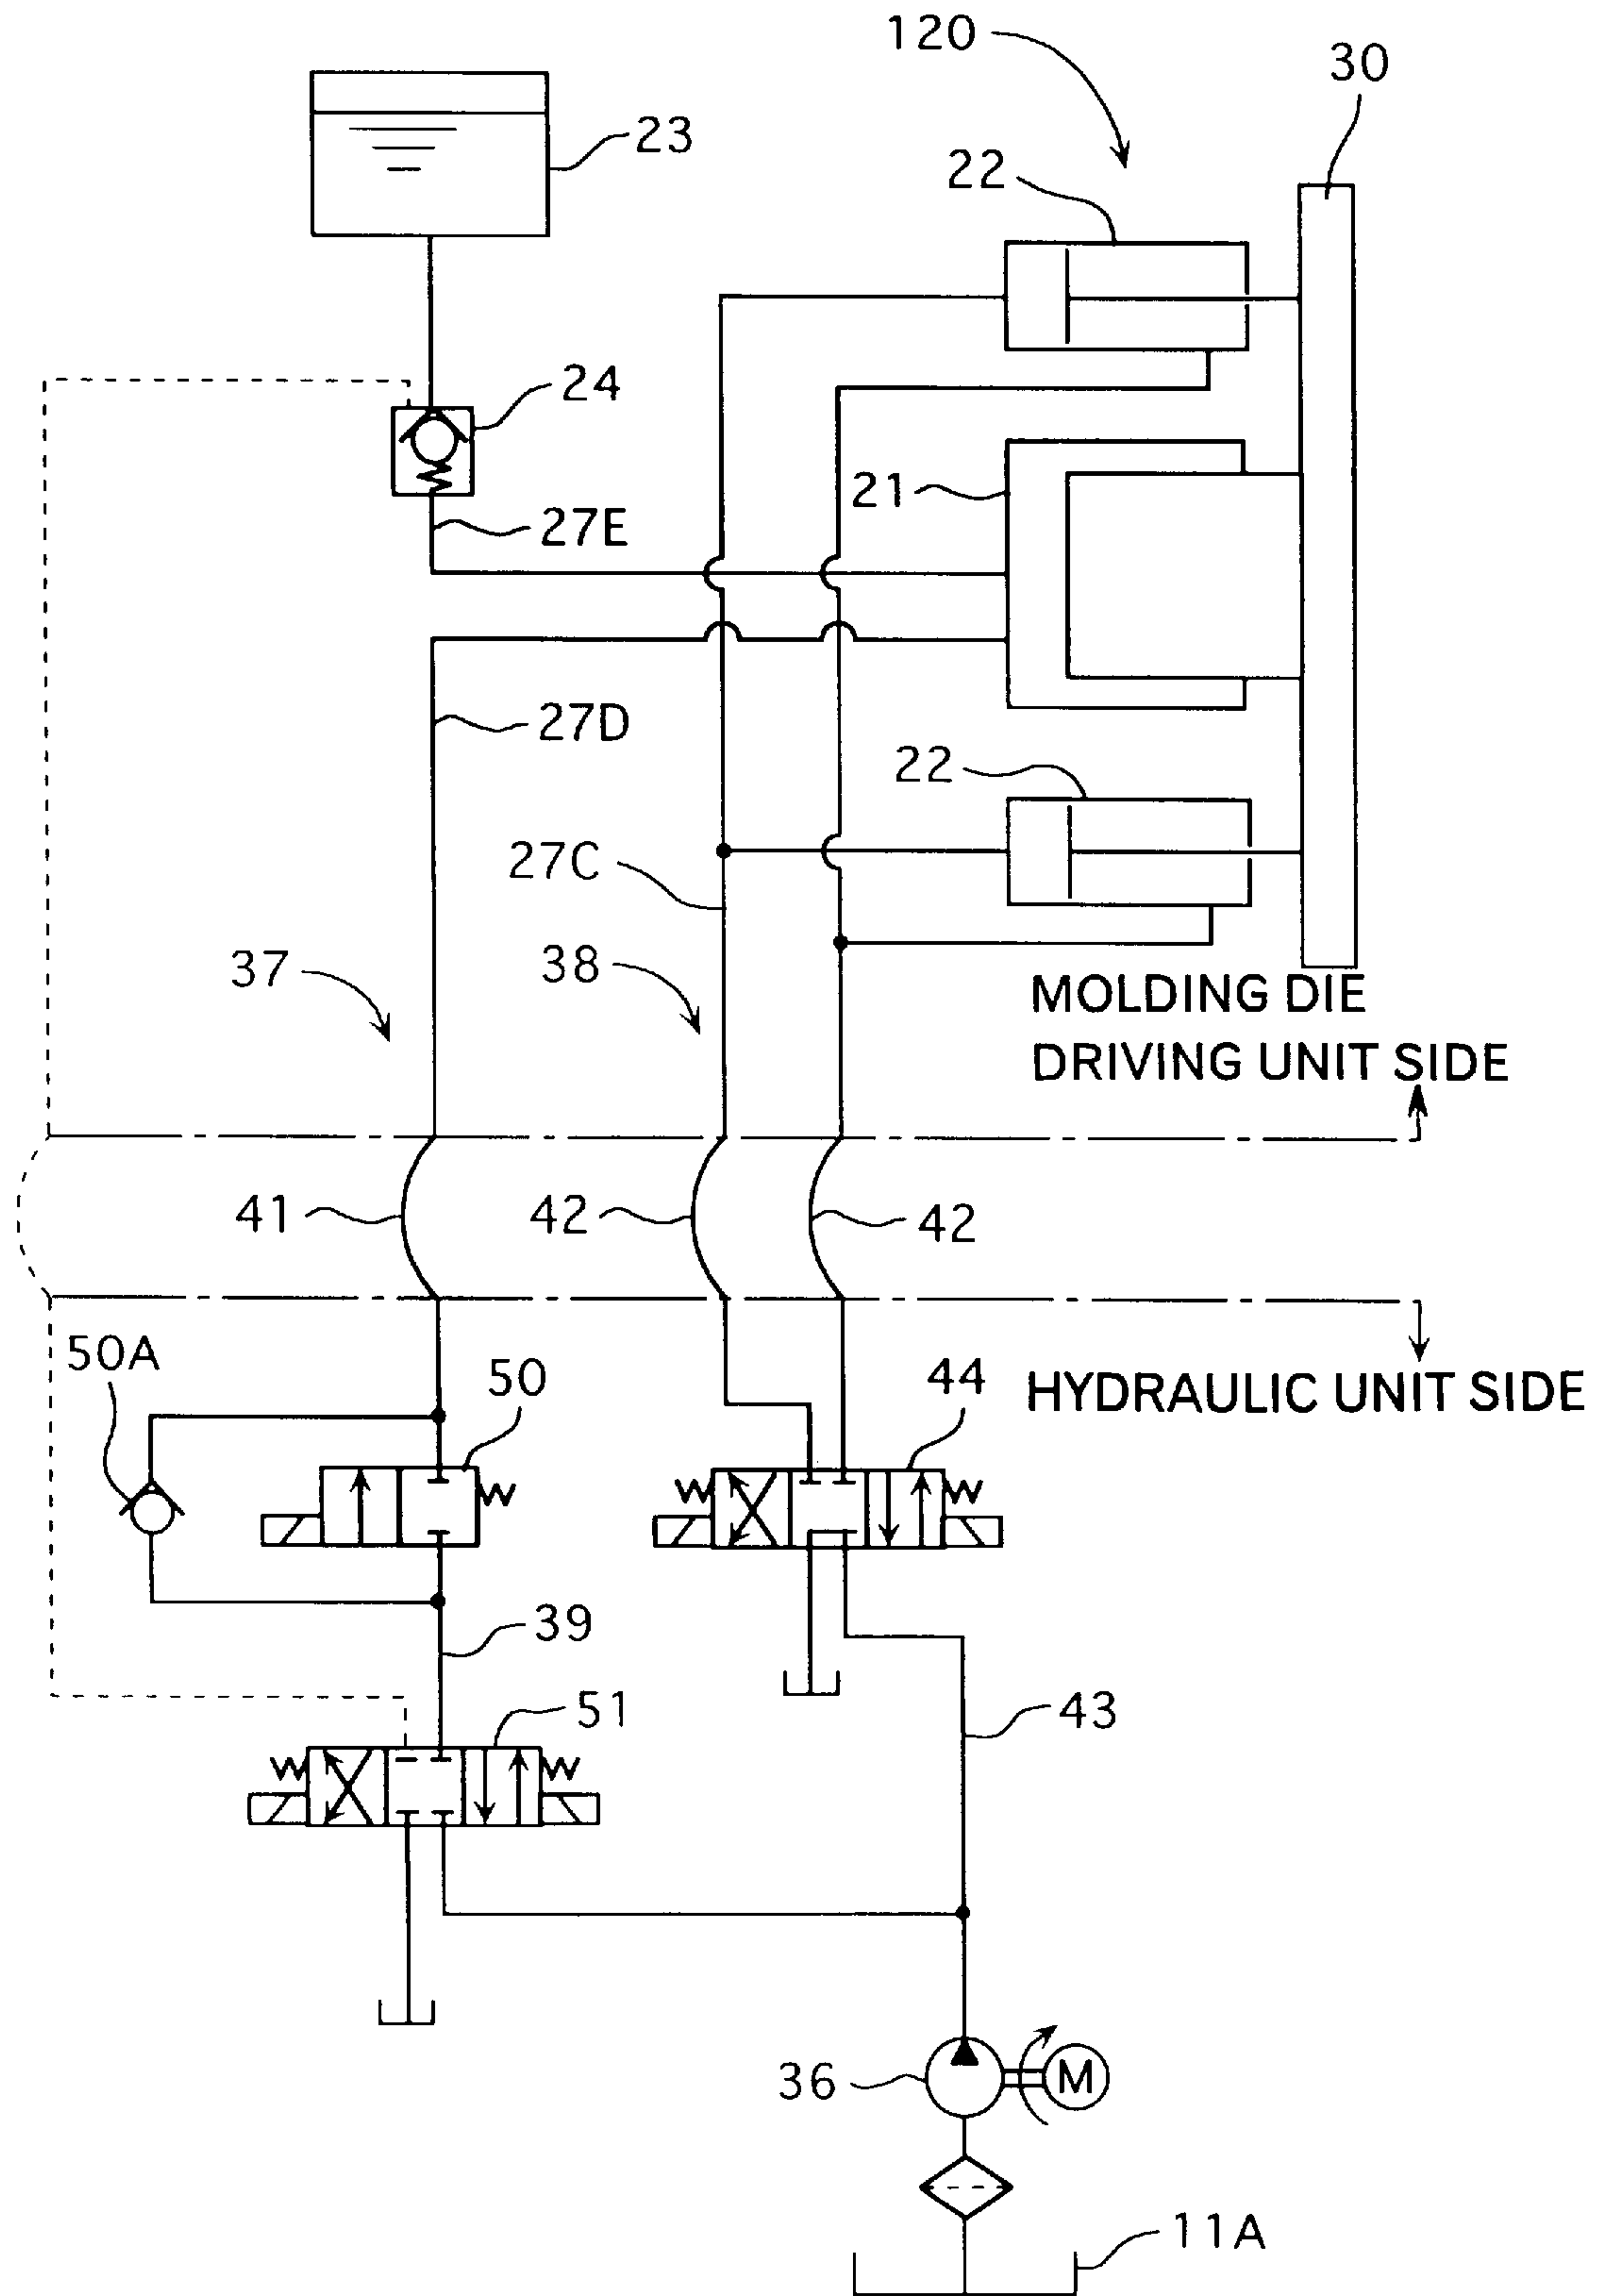 120
30
23
22
24
21
27E
27D
22
27C
37
38
MOLDING DIE
DRIVING UNIT SIDE
41
42
42
50A
50
44
HYDRAULIC UNIT SIDE
39
51
43
36
M
11A